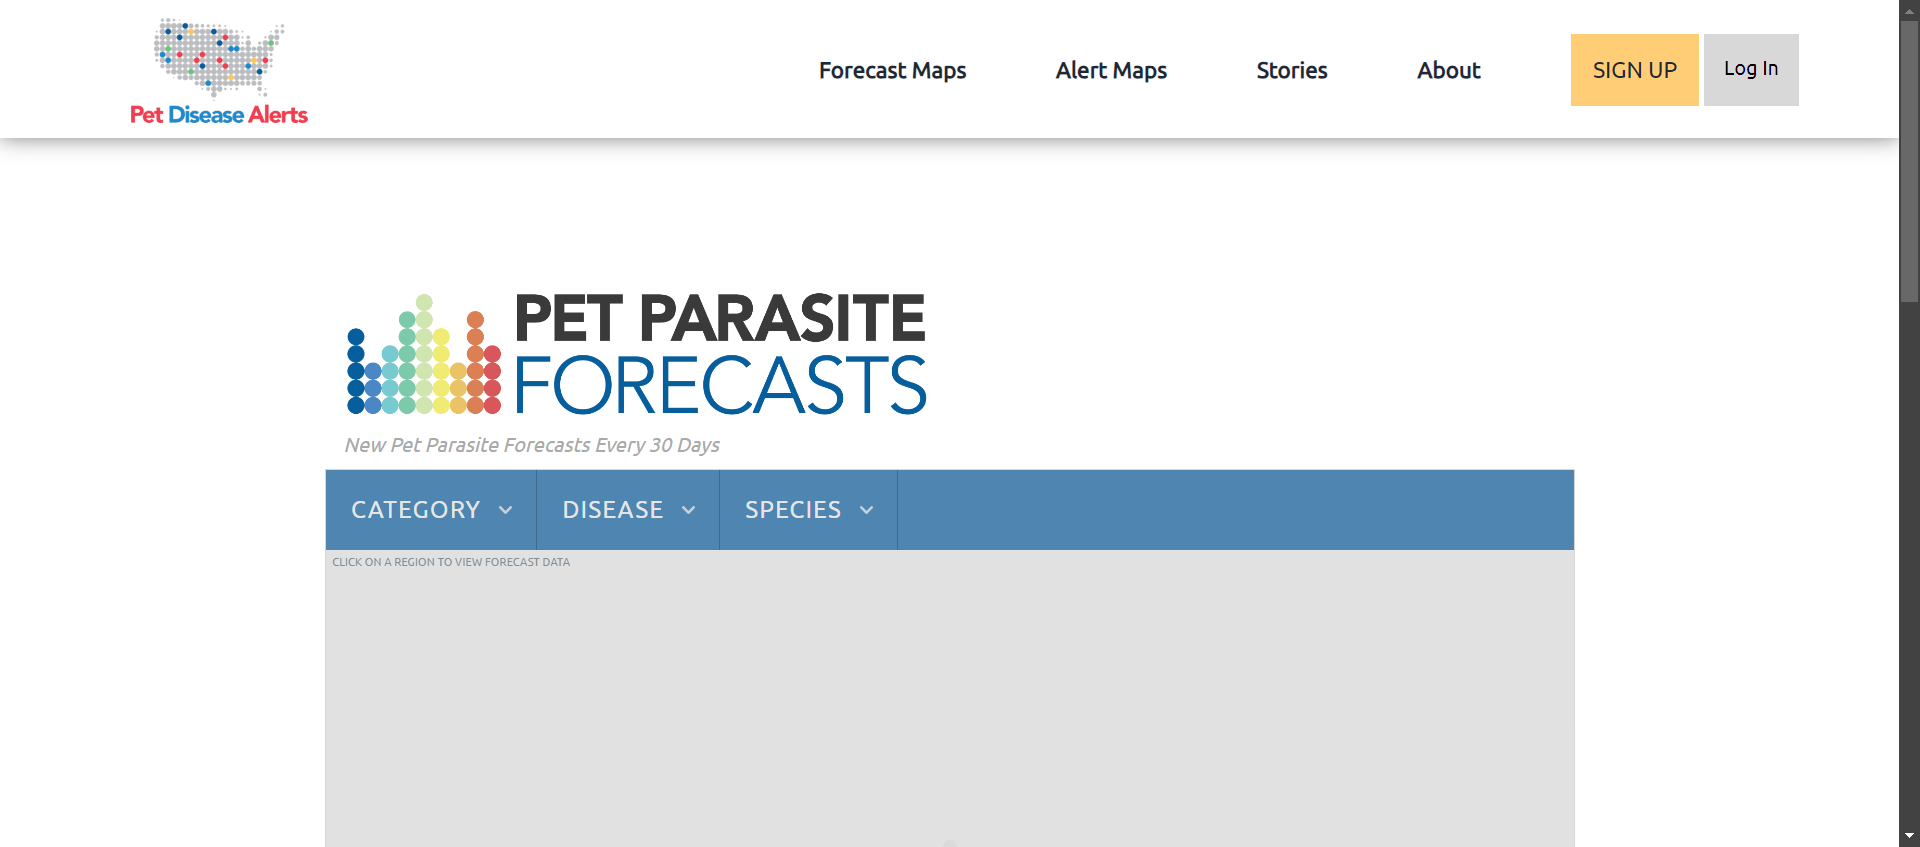 Pet Disease Alerts
Forecast Maps
Alert Maps
Stories
About
SIGN UP
Log In
PET PARASITE
FORECASTS
New Pet Parasite Forecasts Every 30 Days
CATEGORY
DISEASE
SPECIES
CLICK ON A REGION TO VIEW FORECAST DATA